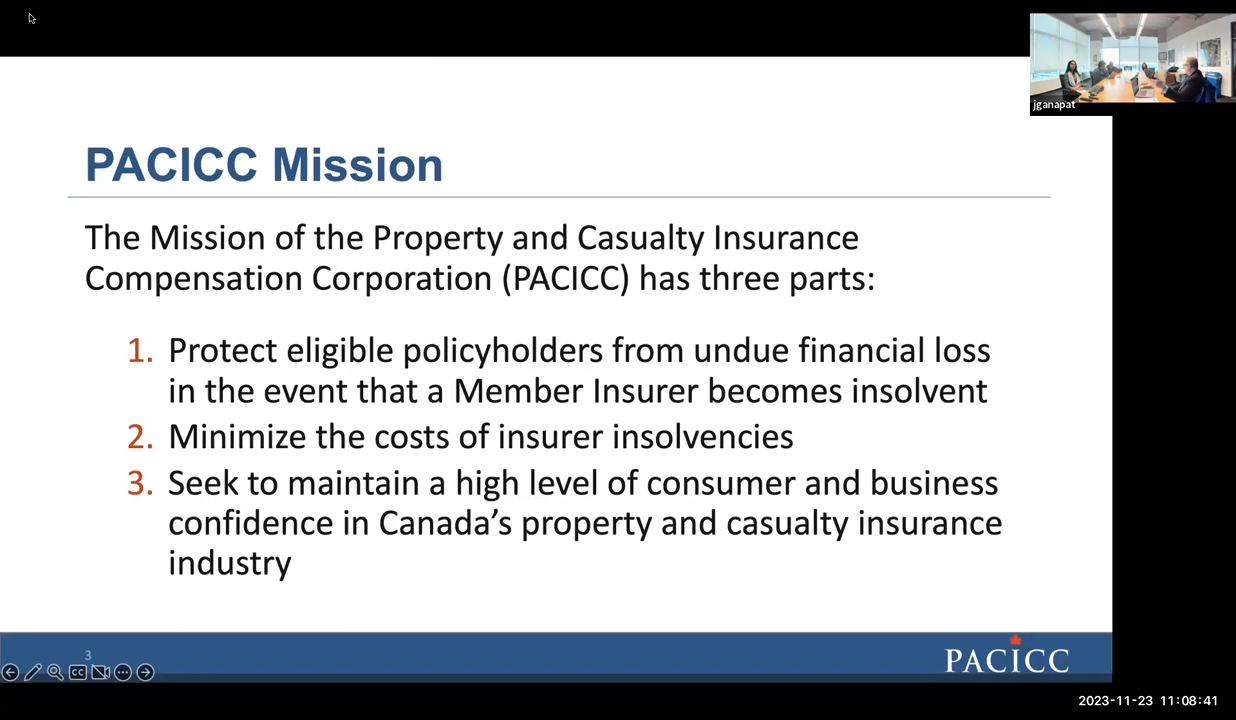 jganapat
PACICC Mission
The Mission of the Property and Casualty Insurance
Compensation Corporation (PACICC) has three parts:
1. Protect eligible policyholders from undue financial loss
in the event that a Member Insurer becomes insolvent
2. Minimize the costs of insurer insolvencies
3. Seek to maintain a high level of consumer and business
confidence in Canada’s property and casualty insurance
industry
3
CC
PACICC
2023-11-23 11:08:41